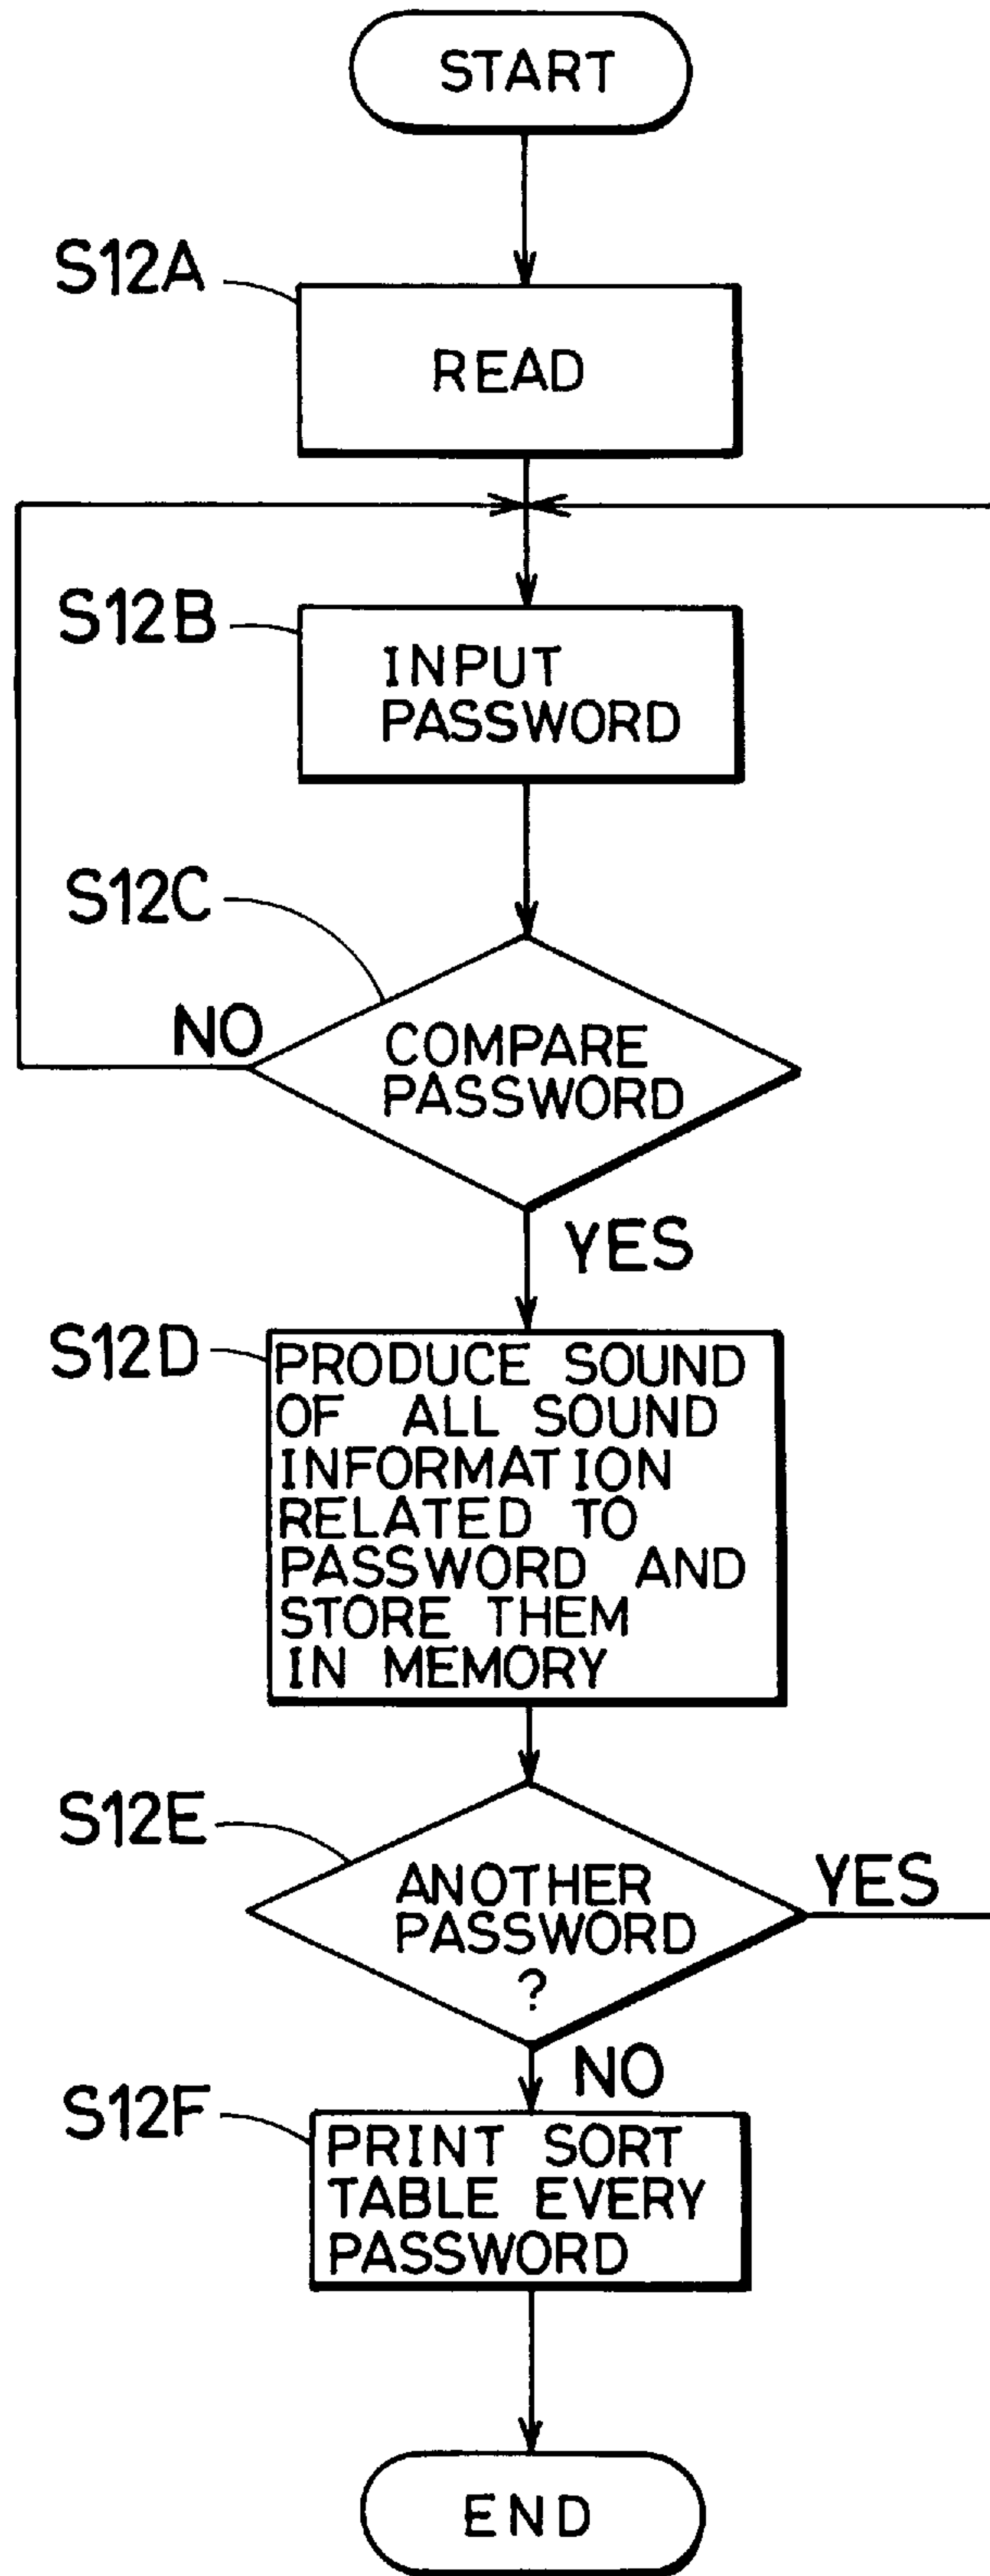 START
S12A
READ
S12B
INPUT
PASSWORD
S12C
NO
COMPARE
PASSWORD
YES
S12D
PRODUCE SOUND
OF ALL SOUND
INFORMATION
RELATED TO
PASSWORD AND
STORE THEM
IN MEMORY
S12E
ANOTHER
PASSWORD
?
YES
NO
S12F
PRINT SORT
TABLE EVERY
PASSWORD
END